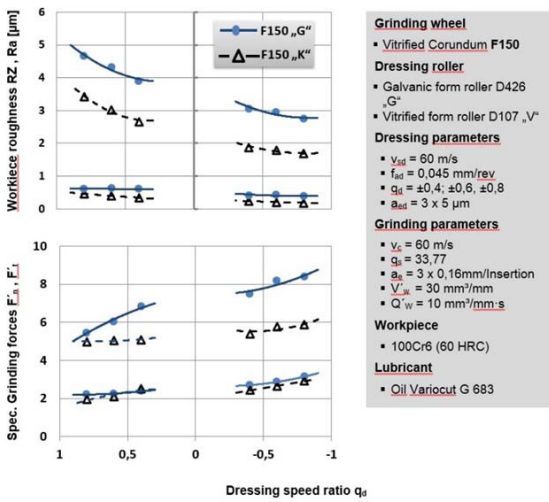 Workiece roughness RZ , Ra [µm]
6
5
4
3
2
1
0
F150 „G“
F150 „K“
Spec. Grinding forces F´n , F´t
10
8
6
4
2
0
1
0,5
0
-0,5
-1
Dressing speed ratio qd
Grinding wheel
▪ Vitrified Corundum F150
Dressing roller
▪ Galvanic form roller D426
„G“
▪ Vitrified form roller D107 „V“
Dressing parameters
▪ vsd = 60 m/s
▪ fad = 0,045 mm/rev
▪ qd = ±0,4; ±0,6, ±0,8
▪ aed = 3 x 5 µm
Grinding parameters
▪ vc = 60 m/s
▪ qs = 33,77
▪ ae = 3 x 0,16mm/Insertion
▪ V´w = 30 mm³/mm
▪ Q´w = 10 mm³/mm·s
Workpiece
▪ 100Cr6 (60 HRC)
Lubricant
▪ Oil Variocut G 683